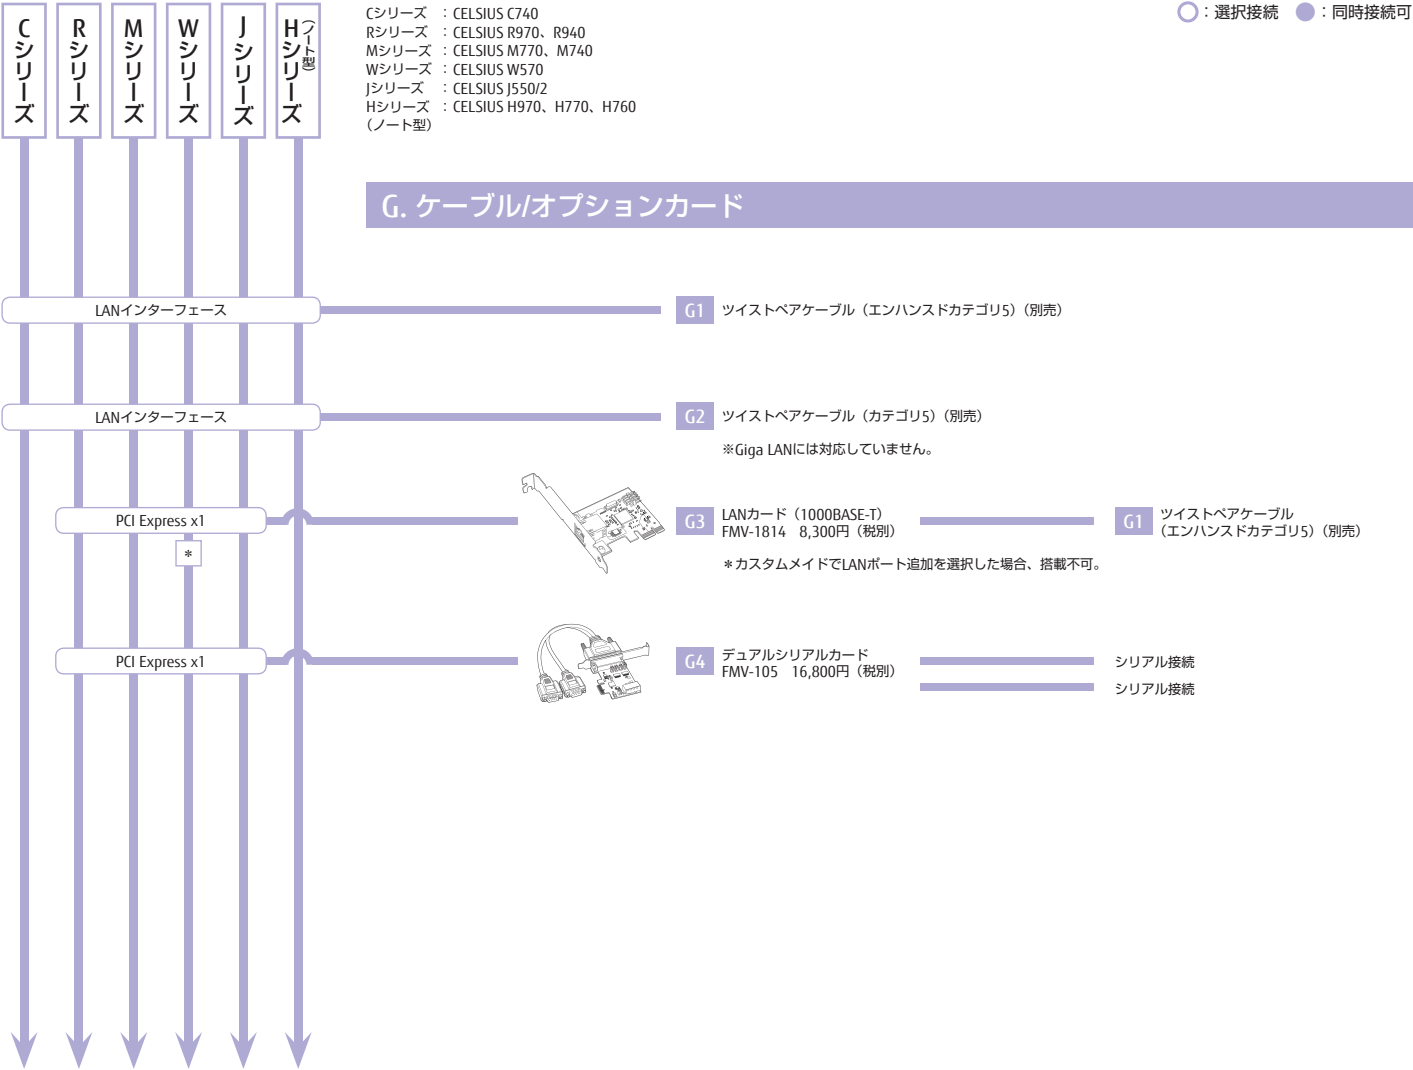 Cシリーズ
Rシリーズ
Mシリーズ
Wシリーズ
Jシリーズ
Hシリーズ
（ノート型）
Cシリーズ ：CELSIUS C740
Rシリーズ ：CELSIUS R970、R940
Mシリーズ ：CELSIUS M770、M740
Wシリーズ ：CELSIUS W570
Jシリーズ ：CELSIUS J550/2
Hシリーズ ：CELSIUS H970、H770、H760
（ノート型）
：選択接続 ：同時接続可
G. ケーブル/オプションカード
LANインターフェース
G1 ツイストペアケーブル（エンハンスドカテゴリ5）（別売）
LANインターフェース
G2 ツイストペアケーブル（カテゴリ5）（別売）
※Giga LANには対応していません。
PCI Express x1
*
G3 LANカード（1000BASE-T）
FMV-1814 8,300円（税別）
＊カスタムメイドでLANポート追加を選択した場合、搭載不可。
G1 ツイストペアケーブル
（エンハンスドカテゴリ5）（別売）
PCI Express x1
G4 デュアルシリアルカード
FMV-105 16,800円（税別）
シリアル接続
シリアル接続